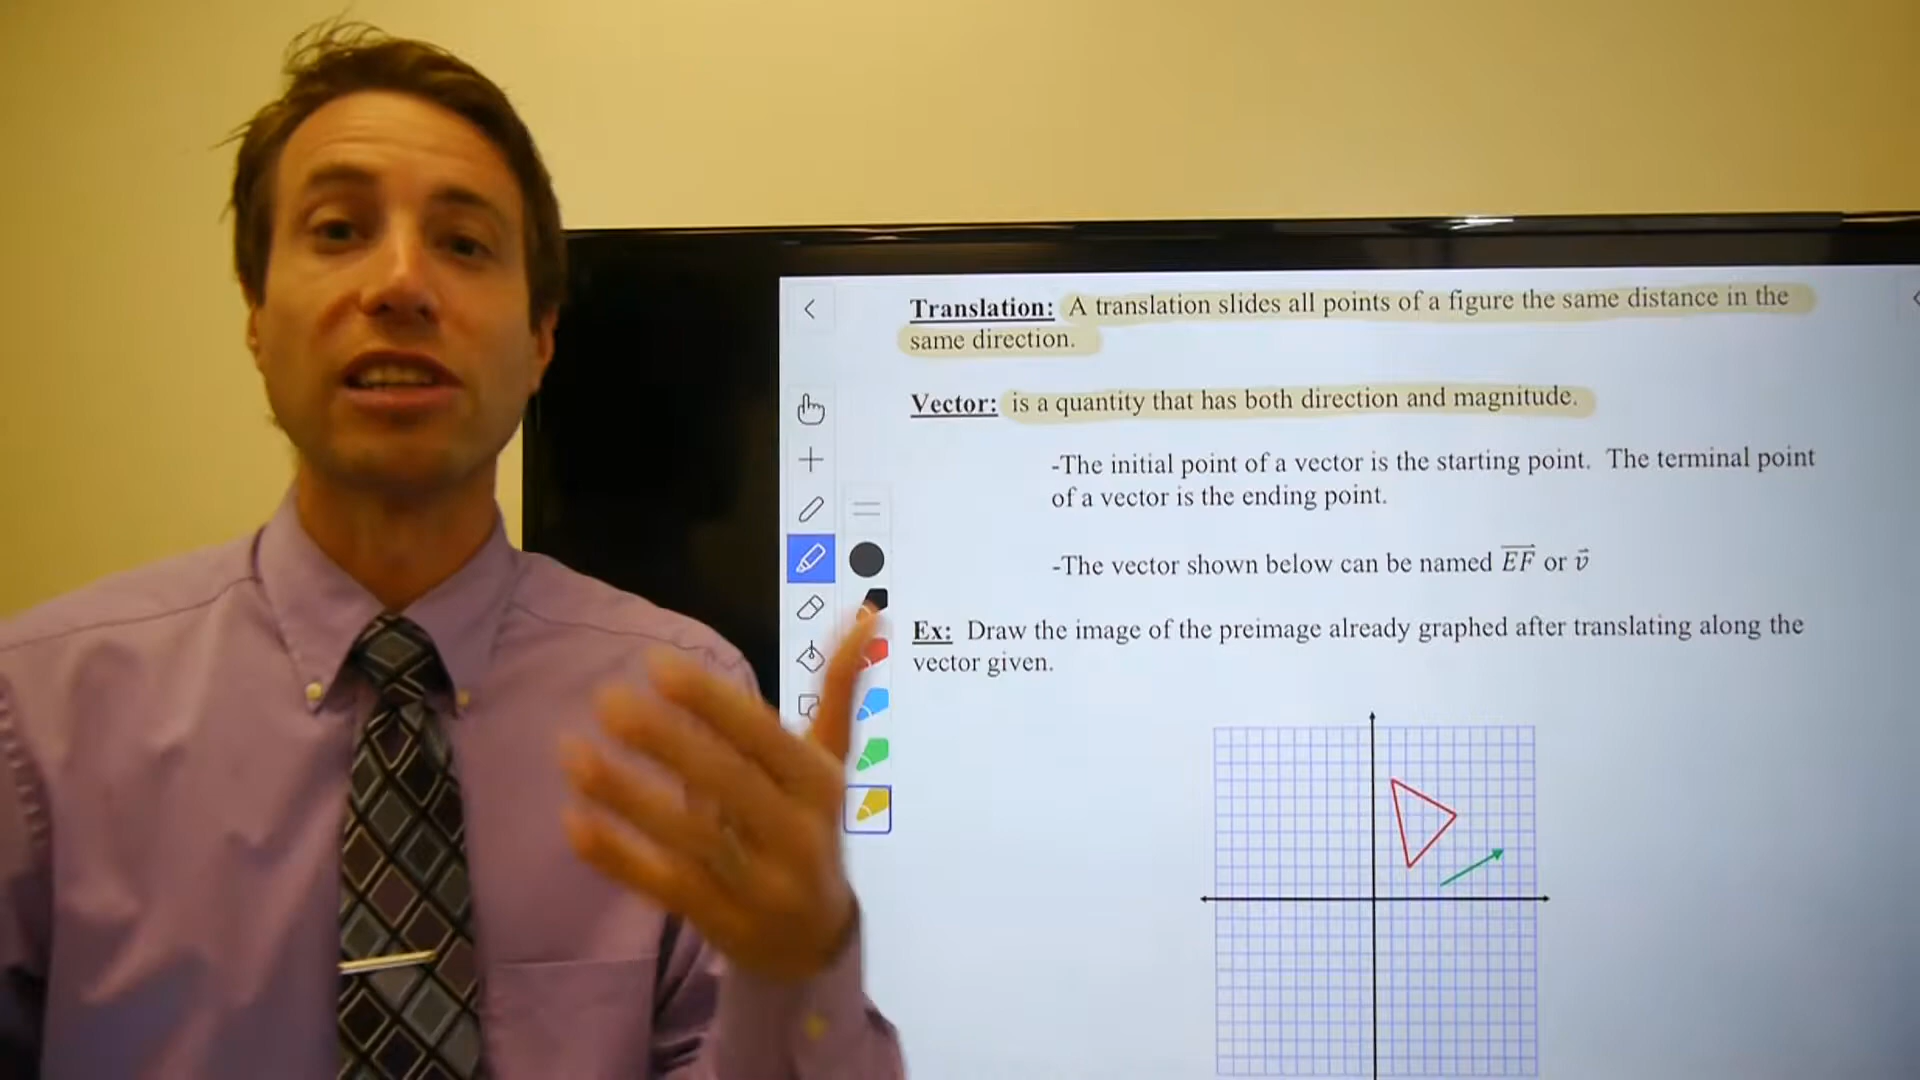 Translation: A translation slides all points of a figure the same distance in the
same direction.
Vector: is a quantity that has both direction and magnitude.
-The initial point of a vector is the starting point. The terminal point
of a vector is the ending point.
-The vector shown below can be named \overrightarrow{EF} or \vec{v}
Ex: Draw the image of the preimage already graphed after translating along the
vector given.